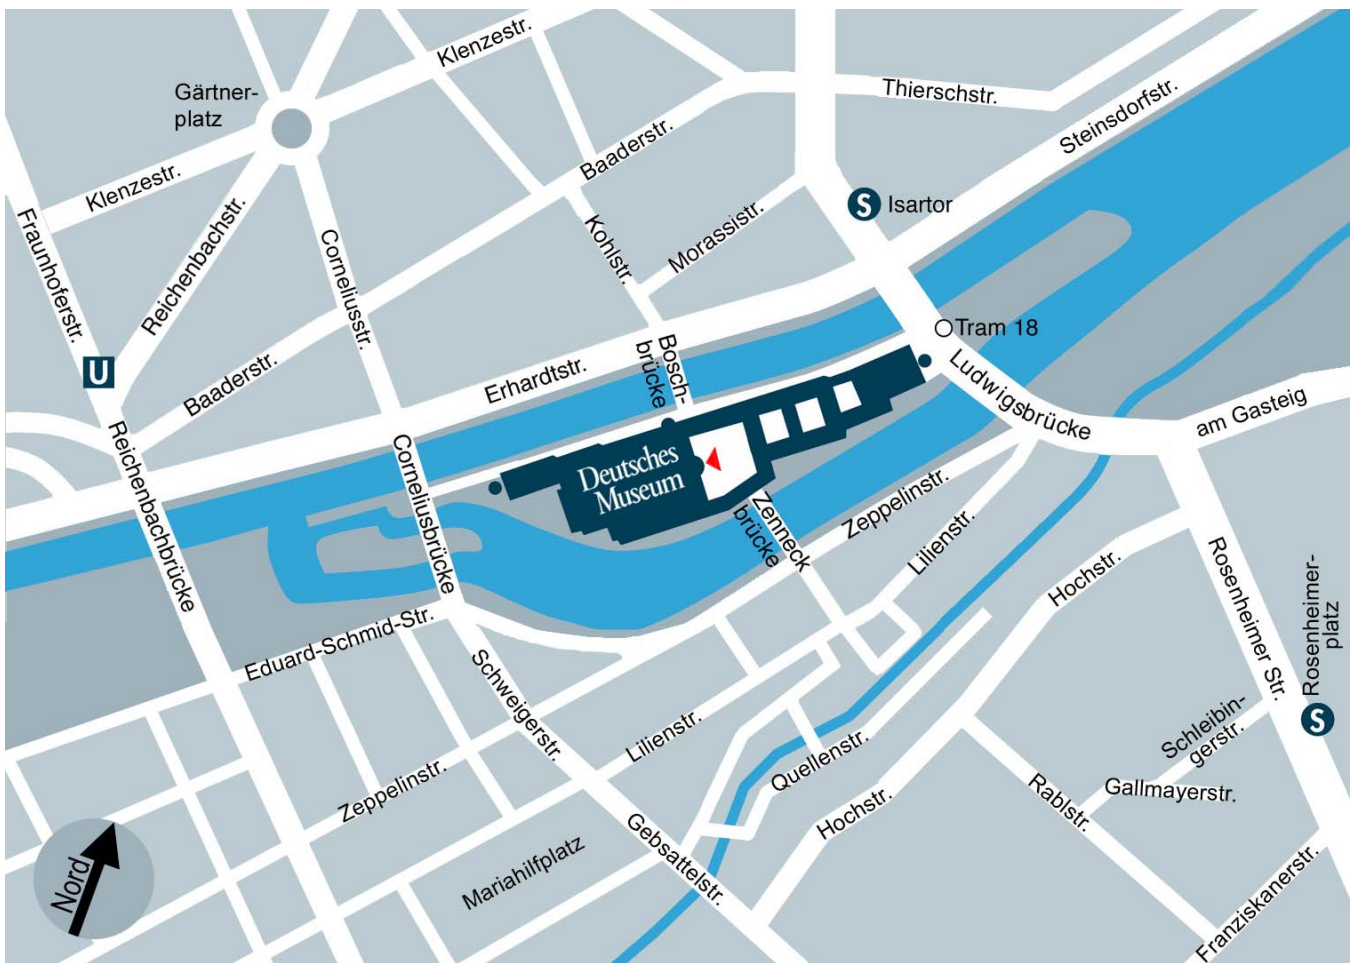 Klenzestr.
Gärtner-
platz
Thierschstr.
Steinsdorfstr.
Baaderstr.
Klenzestr.
S Isartor
Fraunhoferstr.
Reichenbachstr.
Corneliusstr.
Kohlstr.
Morassistr.
Tram 18
U
Baaderstr.
Erhardtstr.
Bosch-
brücke
Ludwigsbrücke
am Gasteig
Reichenbachbrücke
Corneliusbrücke
Deutsches
Museum
Zenneck
brücke
Zeppelinstr.
Lilienstr.
Hochstr.
Rosenheimer Str.
Rosenheimer-
platz
S
Eduard-Schmid-Str.
Schweigerstr.
Lilienstr.
Quellenstr.
Schleibin-
gerstr.
Zeppelinstr.
Hochstr.
Rablstr.
Gallmayerstr.
Gebsattelstr.
Mariahilfplatz
Franziskanerstr.
Nord